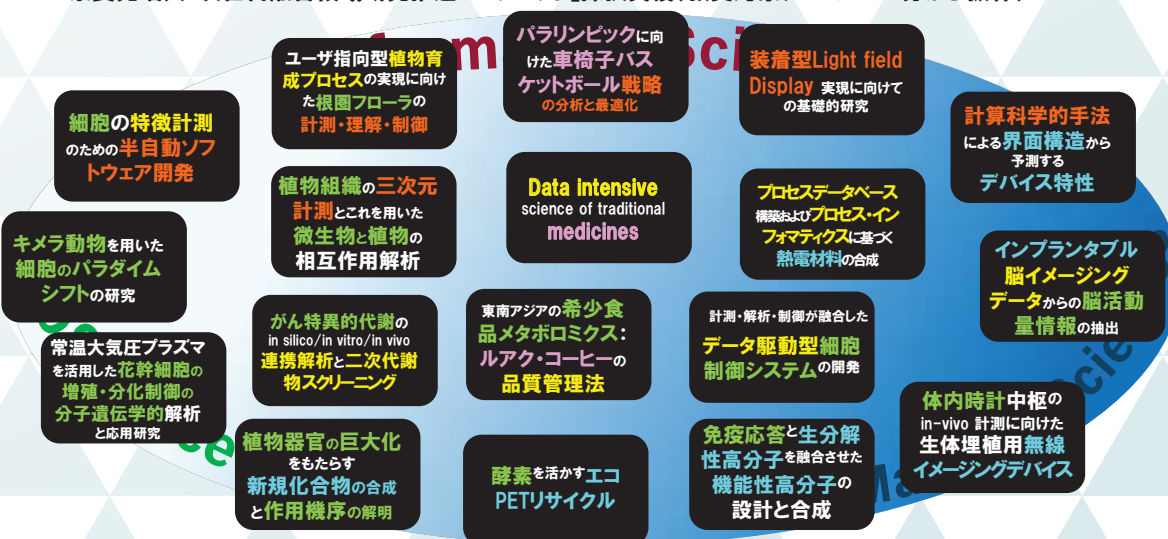 ユーザ指向型植物育
成プロセスの実現に向け
た根圏フローラの
計測・理解・制御
パラリンピックに向
けた車椅子バス
ケットボール戦略
の分析と最適化
装着型Light field
Display 実現に向けて
の基礎的研究
細胞の特徴計測
のための半自動ソフ
トウェア開発
計算科学的手法
による界面構造から
予測する
デバイス特性
植物組織の三次元
計測とこれを用いた
微生物と植物の
相互作用解析
Data intensive
science of traditional
medicines
プロセスデータベース
構築およびプロセス・イン
フォマティクスに基づく
熱電材料の合成
キメラ動物を用いた
細胞のパラダイム
シフトの研究
インプランタブル
脳イメージング
データからの脳活動
量情報の抽出
がん特異的代謝の
in silico/in vitro/in vivo
連携解析と二次代謝
物スクリーニング
東南アジアの希少食
品メタボロミクス:
ルアク・コーヒーの
品質管理法
計測・解析・制御が融合した
データ駆動型細胞
制御システムの開発
常温大気圧プラズマ
を活用した花幹細胞の
増殖・分化制御の
分子遺伝学的解析
と応用研究
体内時計中枢の
in-vivo 計測に向けた
生体埋植用無線
イメージングデバイス
植物器官の巨大化
をもたらす
新規化合物の合成
と作用機序の解明
酵素を活かすエコ
PETリサイクル
免疫応答と生分解
性高分子を融合させた
機能性高分子の
設計と合成